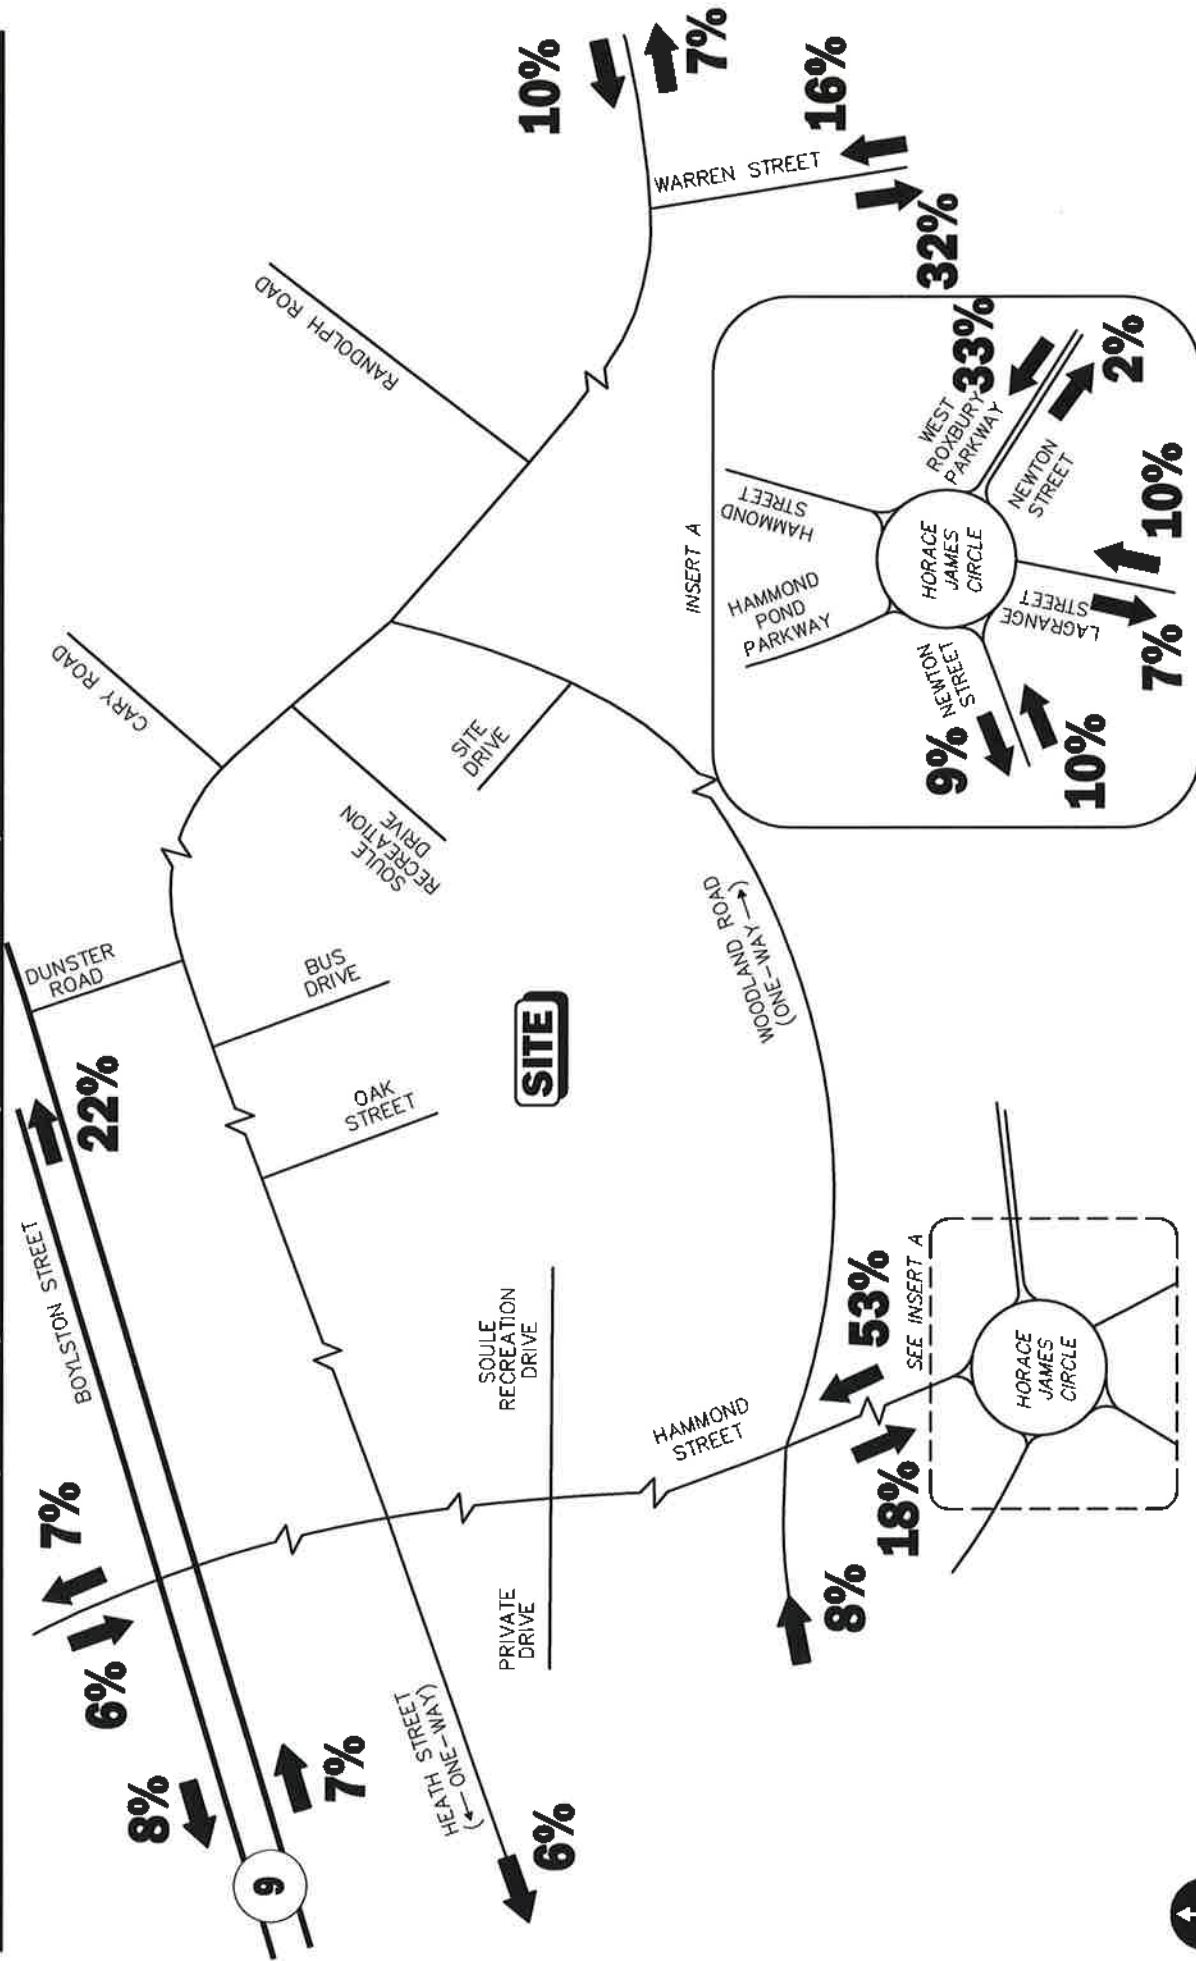 DUNSTER
ROAD
CARY ROAD
RANDOLPH ROAD
10%
7%
22%
BOYLSTON STREET
7%
6%
8%
7%
9
BUS
DRIVE
OAK
STREET
SOULE
RECREATION
DRIVE
SITE
DRIVE
WARREN STREET
16%
32%
SITE
SOULE
RECREATION
DRIVE
PRIVATE
DRIVE
HEATH STREET
(←ONE-WAY)
6%
HAMMOND
STREET
WOODLAND ROAD
(ONE-WAY→)
53%
18%
8%
SEE INSERT A
HORACE
JAMES
CIRCLE
INSERT A
HAMMOND
STREET
HAMMOND
POND
PARKWAY
WEST
ROXBURY
PARKWAY
33%
2%
HORACE
JAMES
CIRCLE
NEWTON
STREET
NEWTON
STREET
9%
10%
LAGRANGE
STREET
7%
10%